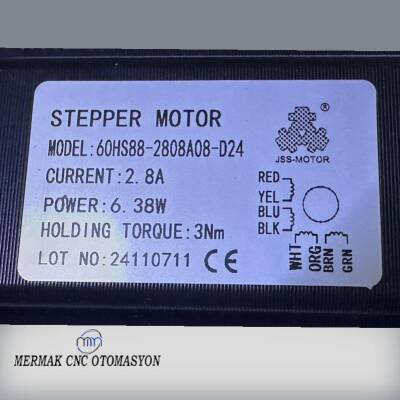 STEPPER MOTOR
MODEL:60HS88-2808A08-D24
CURRENT:2.8A
POWER:6.38W
HOLDING TORQUE:3Nm
LOT NO:24110711 CE
®
JSS-MOTOR
RED
YEL
BLU
BLK
WHT
ORG
BRN
GRN
MERMAK CNC OTOMASYON